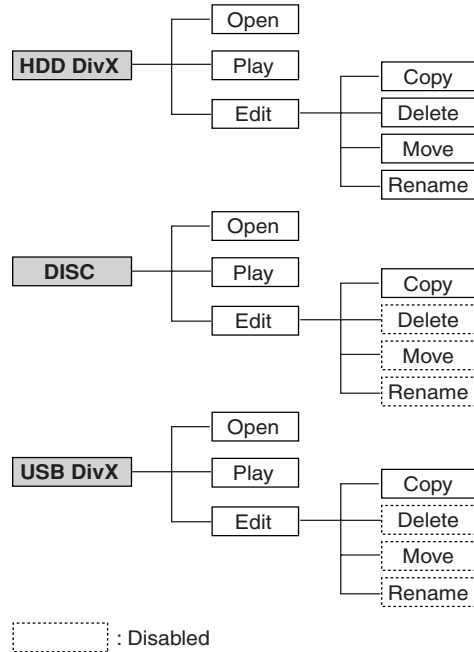 Open
HDD DivX
Play
Edit
Copy
Delete
Move
Rename
Open
DISC
Play
Edit
Copy
Delete
Move
Rename
Open
USB DivX
Play
Edit
Copy
Delete
Move
Rename
: Disabled